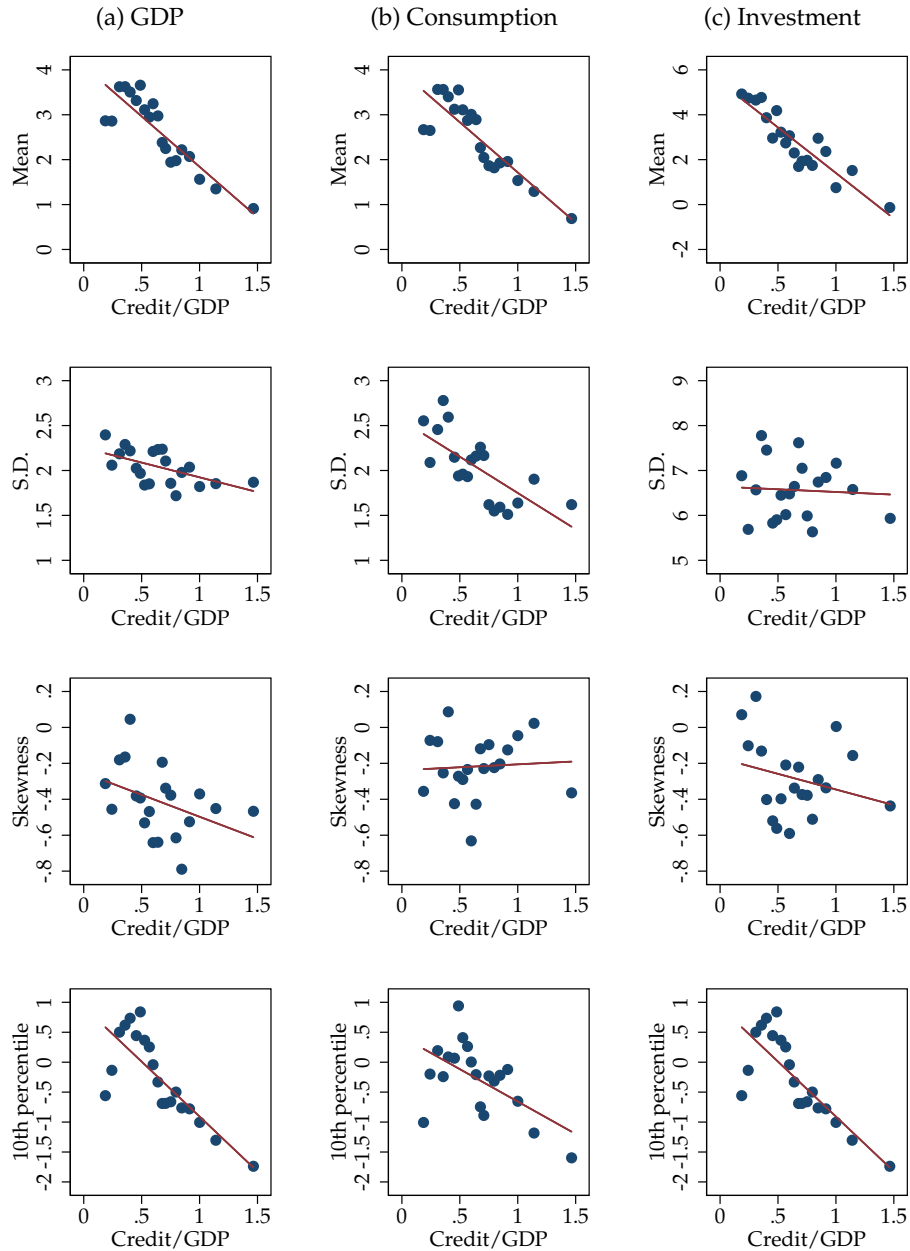 (a) GDP
(b) Consumption
(c) Investment
Mean
4
3
2
1
0
0 .5 1 1.5
Credit/GDP
Mean
4
3
2
1
0
0 .5 1 1.5
Credit/GDP
Mean
6
4
2
0
-2
0 .5 1 1.5
Credit/GDP
S.D.
3
2.5
2
1.5
1
0 .5 1 1.5
Credit/GDP
S.D.
3
2.5
2
1.5
1
0 .5 1 1.5
Credit/GDP
S.D.
9
8
7
6
5
0 .5 1 1.5
Credit/GDP
Skewness
.2
0
-.2
-.4
-.6
-.8
0 .5 1 1.5
Credit/GDP
Skewness
.2
0
-.2
-.4
-.6
-.8
0 .5 1 1.5
Credit/GDP
Skewness
.2
0
-.2
-.4
-.6
-.8
0 .5 1 1.5
Credit/GDP
10th percentile
1
.5
0
-.5
-1
-1.5
-2
0 .5 1 1.5
Credit/GDP
10th percentile
1
.5
0
-.5
-1
-1.5
-2
0 .5 1 1.5
Credit/GDP
10th percentile
1
.5
0
-.5
-1
-1.5
-2
0 .5 1 1.5
Credit/GDP